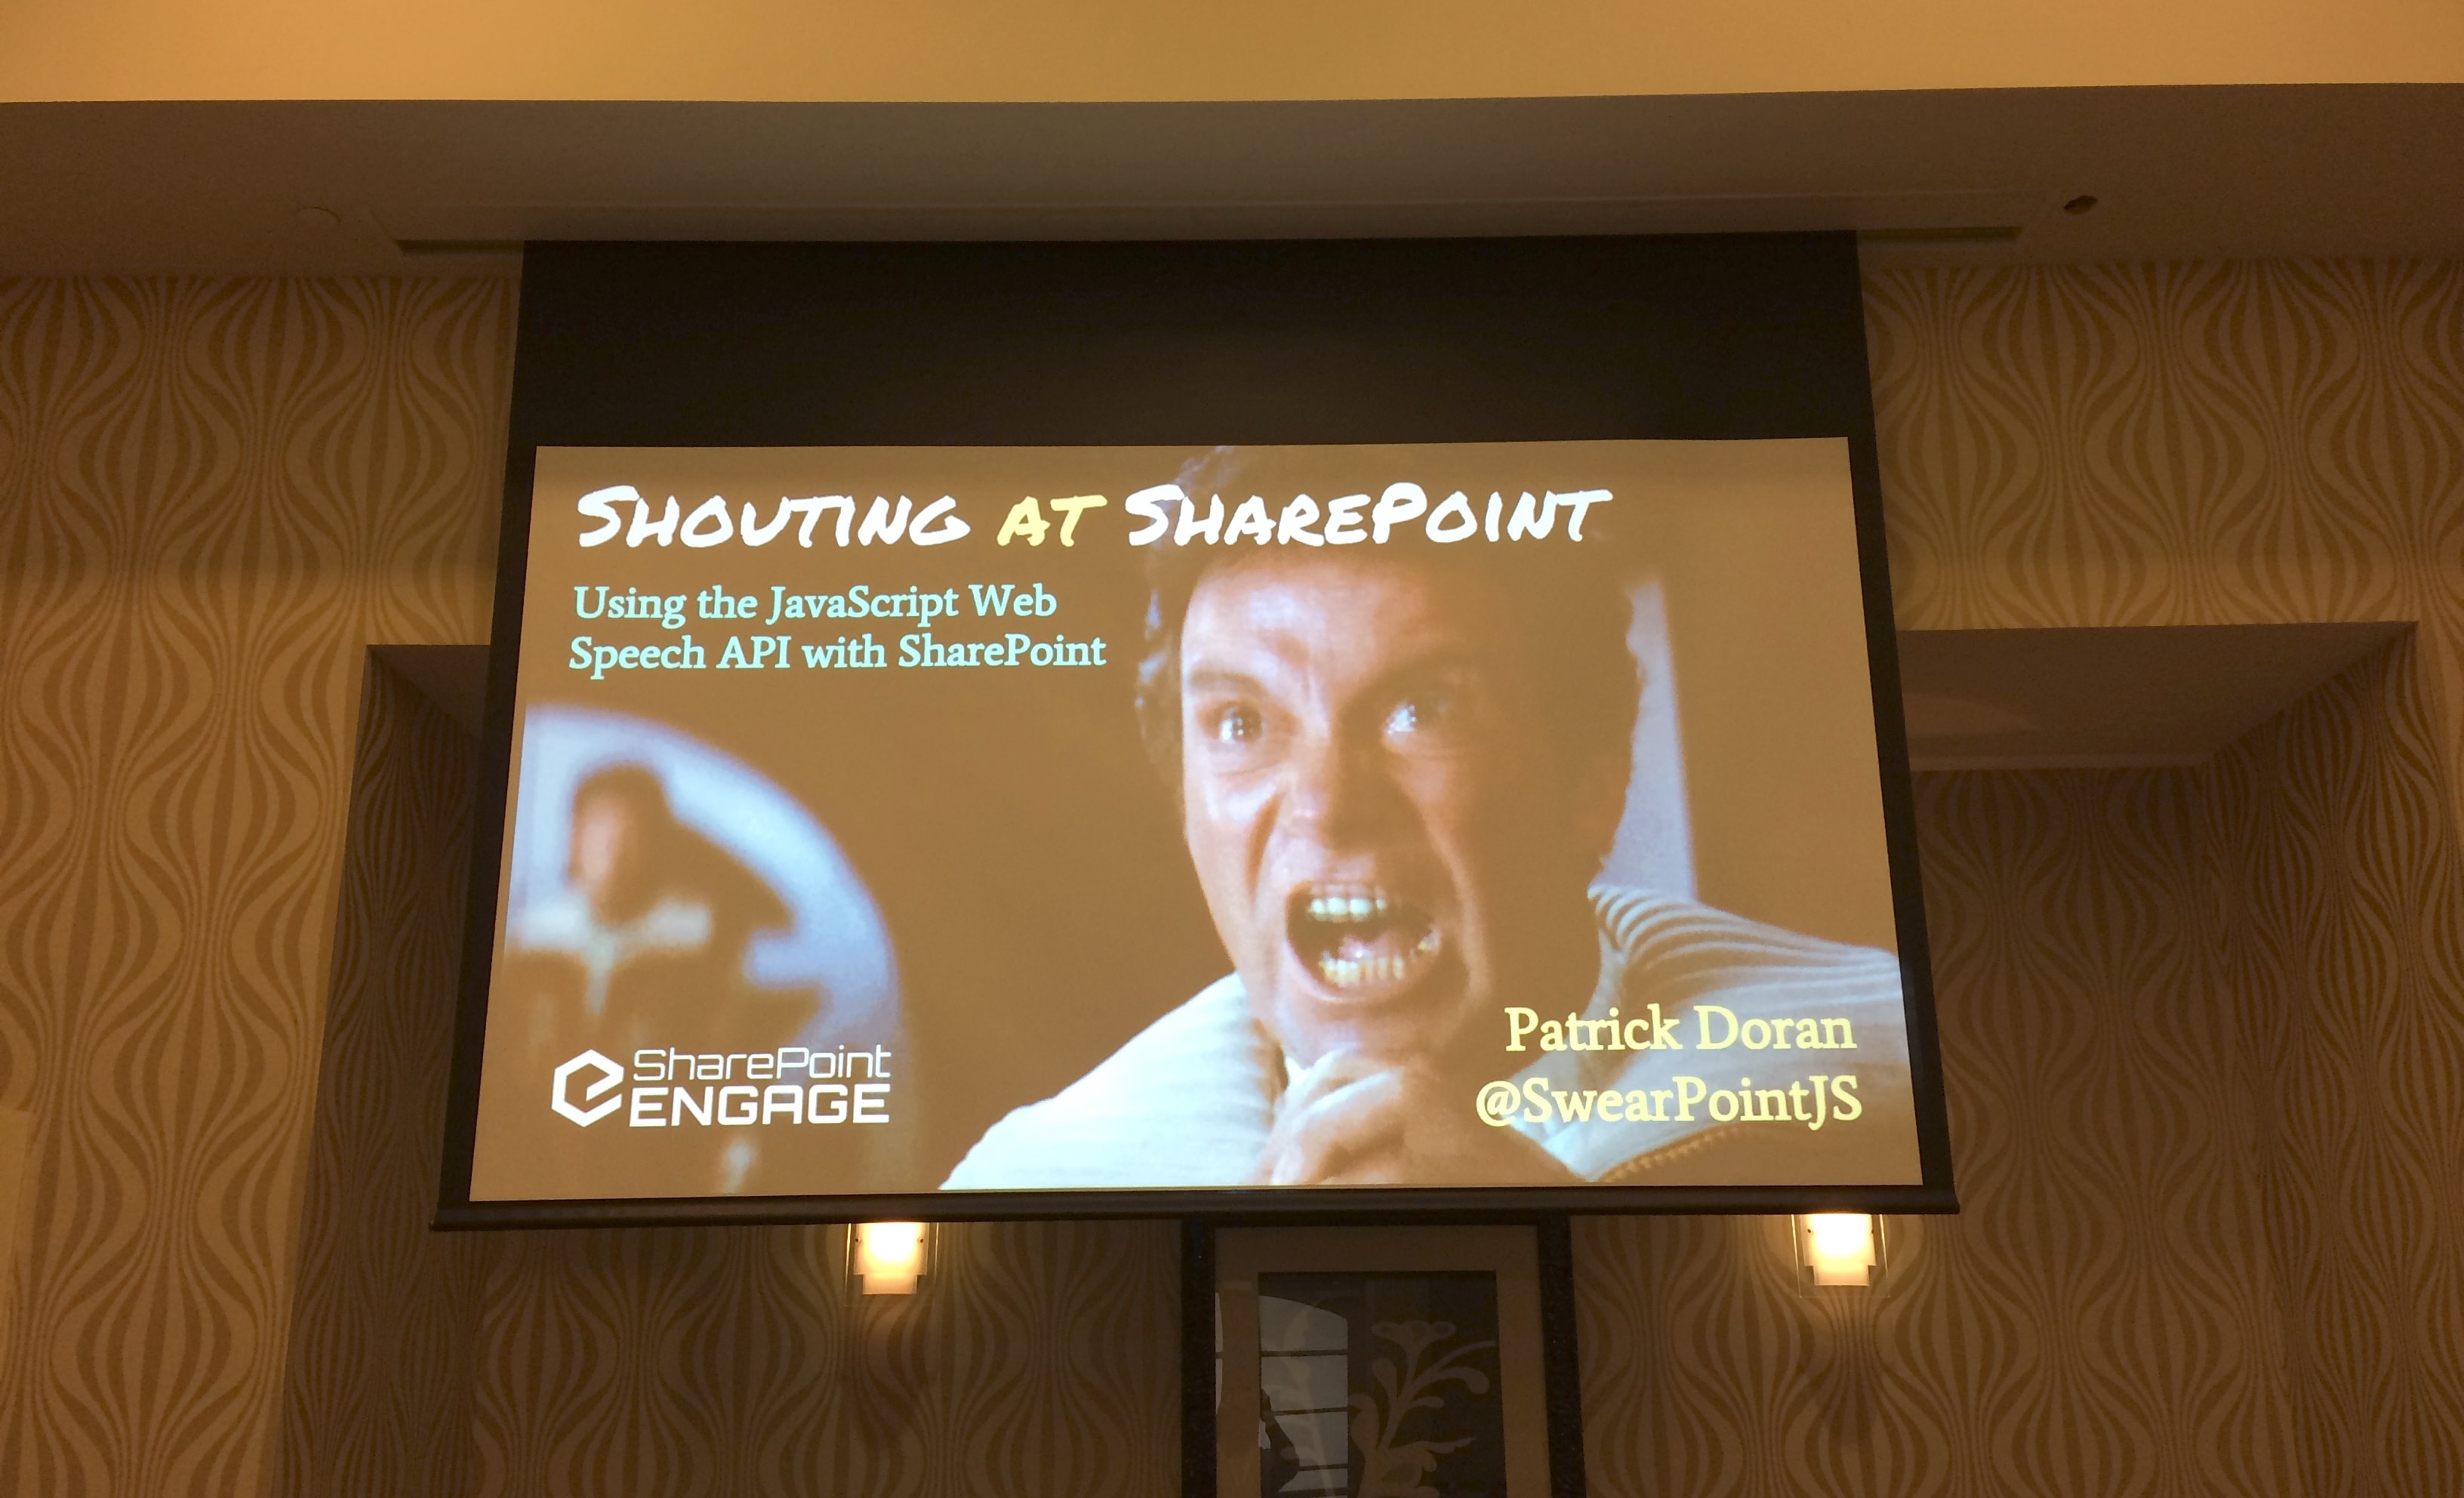 Shouting at SharePoint
Using the JavaScript Web
Speech API with SharePoint
SharePoint
ENGAGE
Patrick Doran
@SwearPointJS